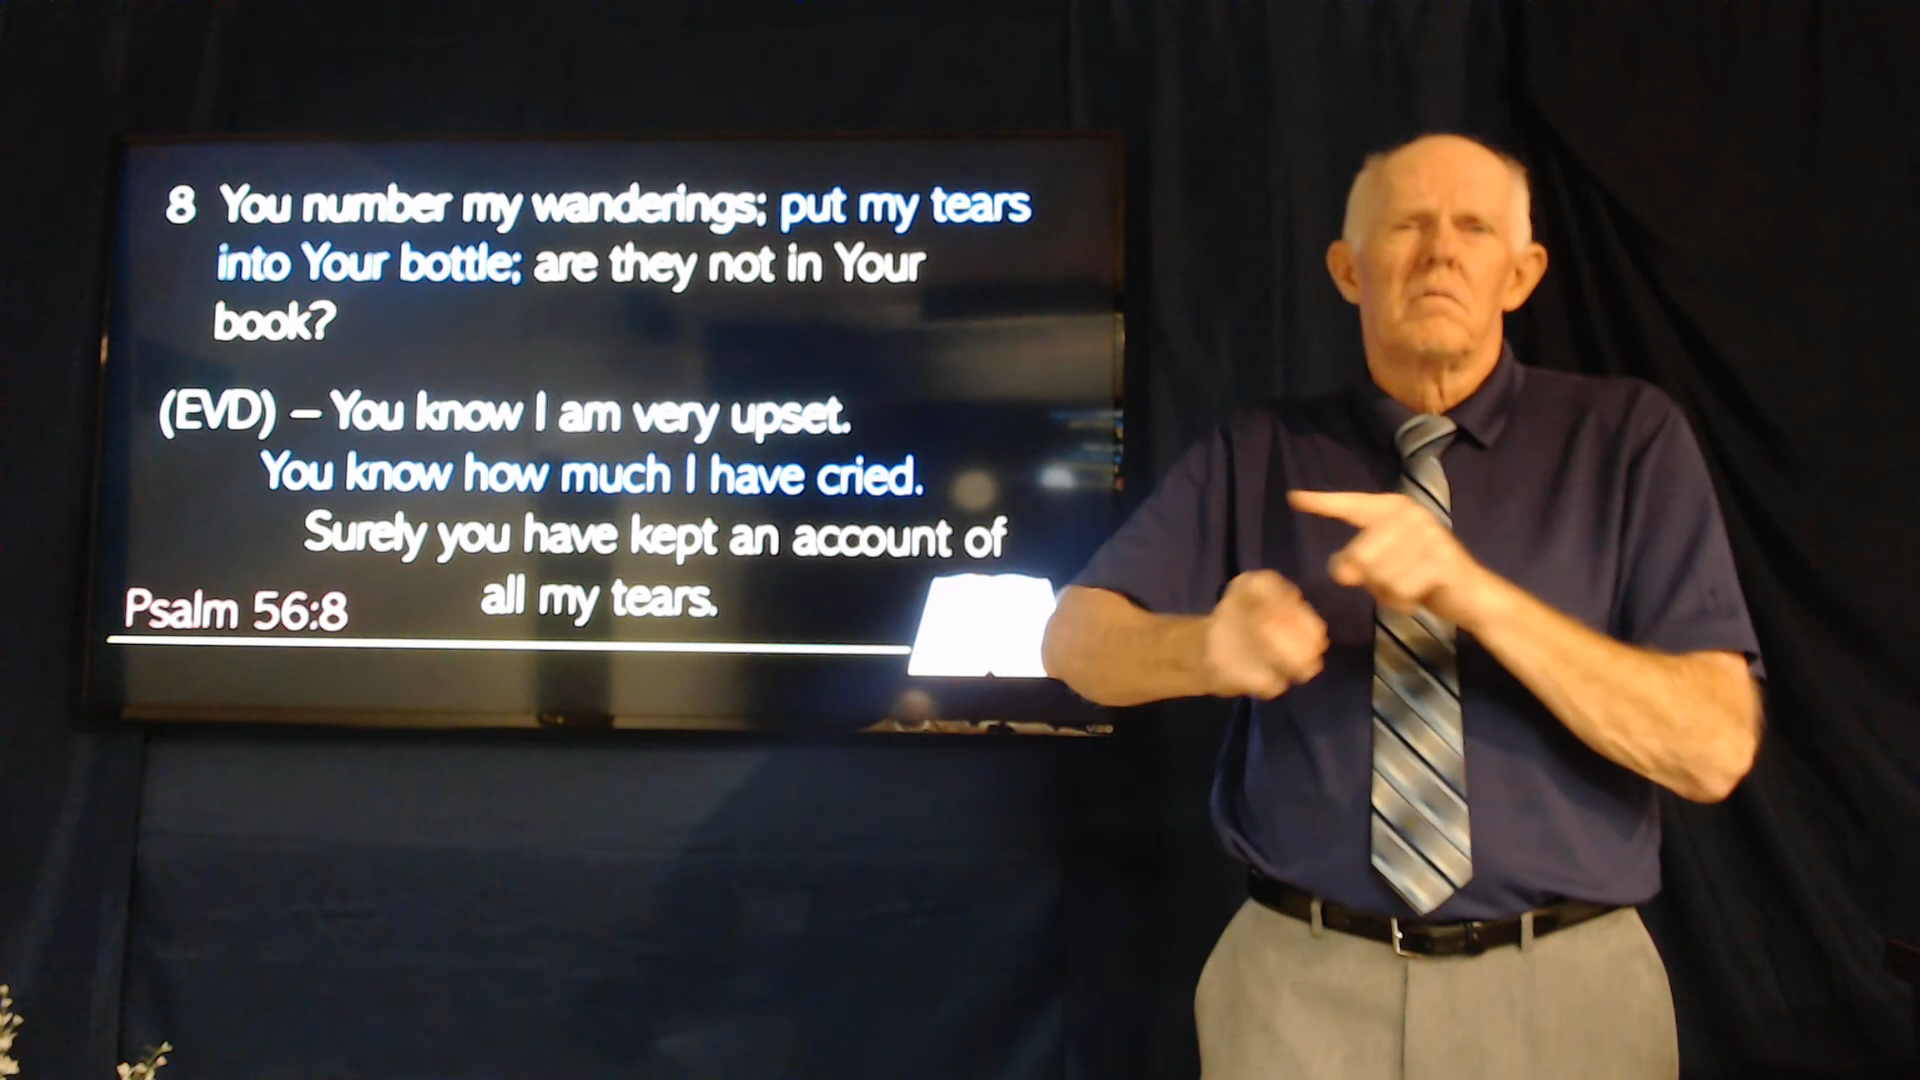 8 You number my wanderings; put my tears
into Your bottle; are they not in Your
book?
(EVD) – You know I am very upset.
You know how much I have cried.
Surely you have kept an account of
all my tears.
Psalm 56:8
VIZIO